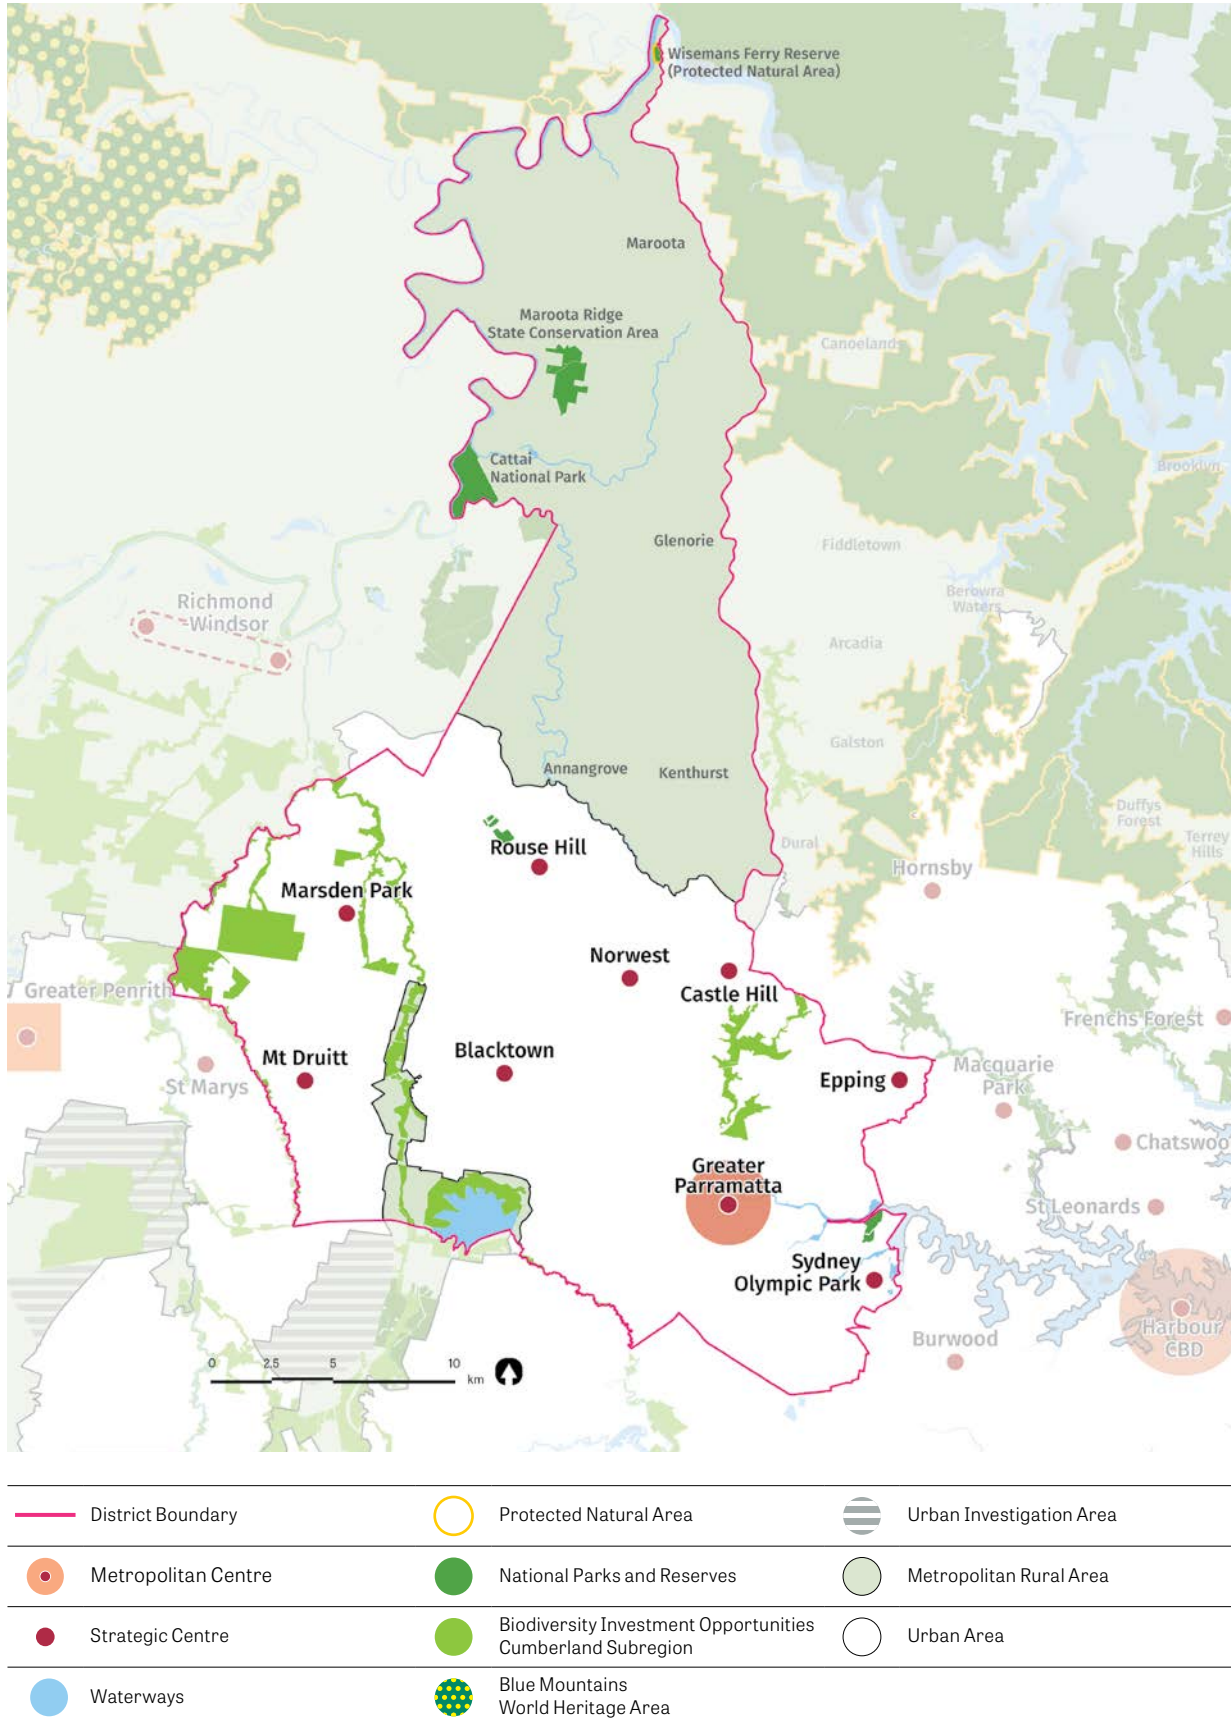 Wisemans Ferry Reserve
(Protected Natural Area)
Maroota
Maroota Ridge
State Conservation Area
Canoelands
Cattai
National Park
Brooklyn
Glenorie
Fiddletown
Berowra
Waters
Richmond
-Windsor
Arcadia
Galston
Annangrove
Kenthurst
Duffys
Forest
Terrey
Hills
Dural
Rouse Hill
Hornsby
Marsden Park
Norwest
Castle Hill
Greater Penrith
Frenchs Forest
Mt Druitt
Blacktown
Epping
Macquarie
Park
St Marys
Chatswoo
Greater
Parramatta
St Leonards
Sydney
Olympic Park
Harbour
CBD
Burwood
0 2.5 5 10
km
District Boundary
Protected Natural Area
Urban Investigation Area
Metropolitan Centre
National Parks and Reserves
Metropolitan Rural Area
Strategic Centre
Biodiversity Investment Opportunities
Cumberland Subregion
Urban Area
Waterways
Blue Mountains
World Heritage Area